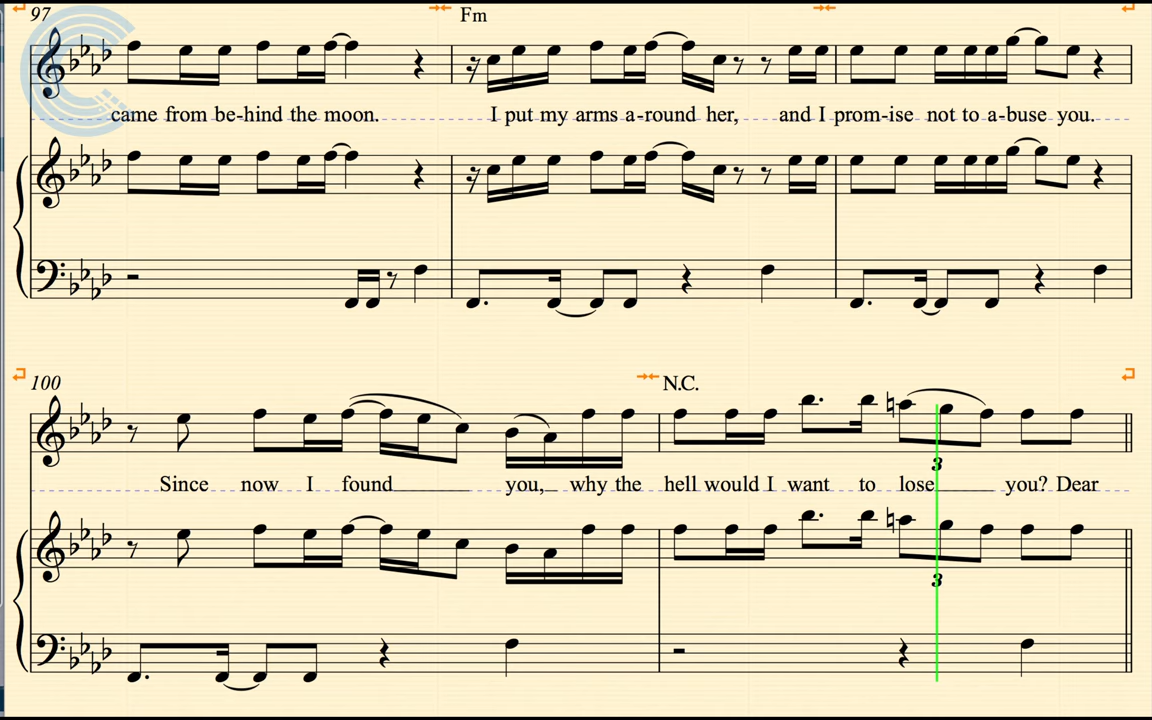 97
Fm
came from be-hind the moon. I put my arms a-round her, and I prom-ise not to a-buse you.
100
N.C.
3
Since now I found you, why the hell would I want to lose you? Dear
3